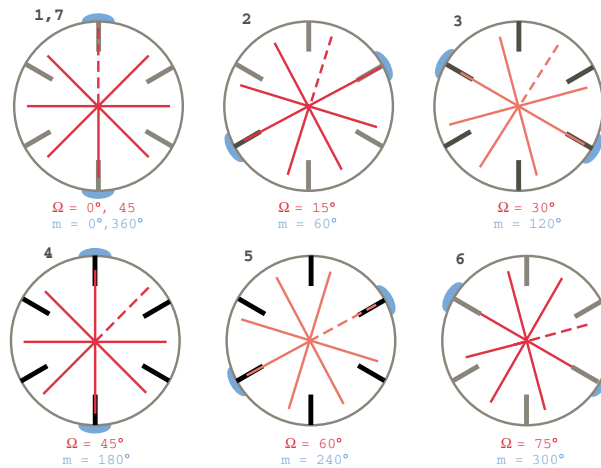 1,7
2
3
Ω = 0°, 45
m = 0°,360°
Ω = 15°
m = 60°
Ω = 30°
m = 120°
4
5
6
Ω = 45°
m = 180°
Ω = 60°
m = 240°
Ω = 75°
m = 300°